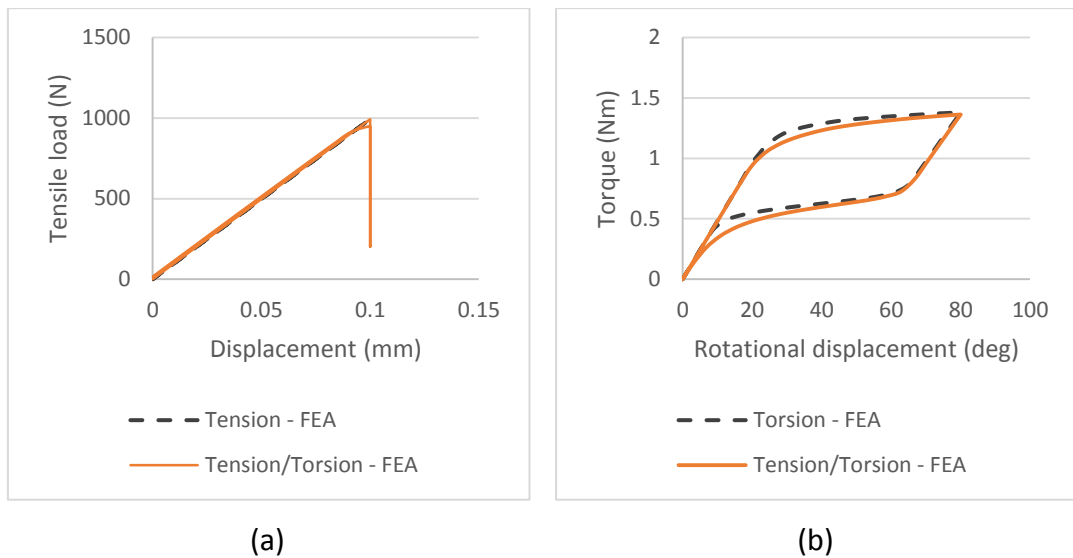 1500
1000
500
0
Tensile load (N)
0 0.05 0.1 0.15
Displacement (mm)
Tension - FEA
Tension/Torsion - FEA
(a)
2
1.5
1
0.5
0
Torque (Nm)
0 20 40 60 80 100
Rotational displacement (deg)
Torsion - FEA
Tension/Torsion - FEA
(b)